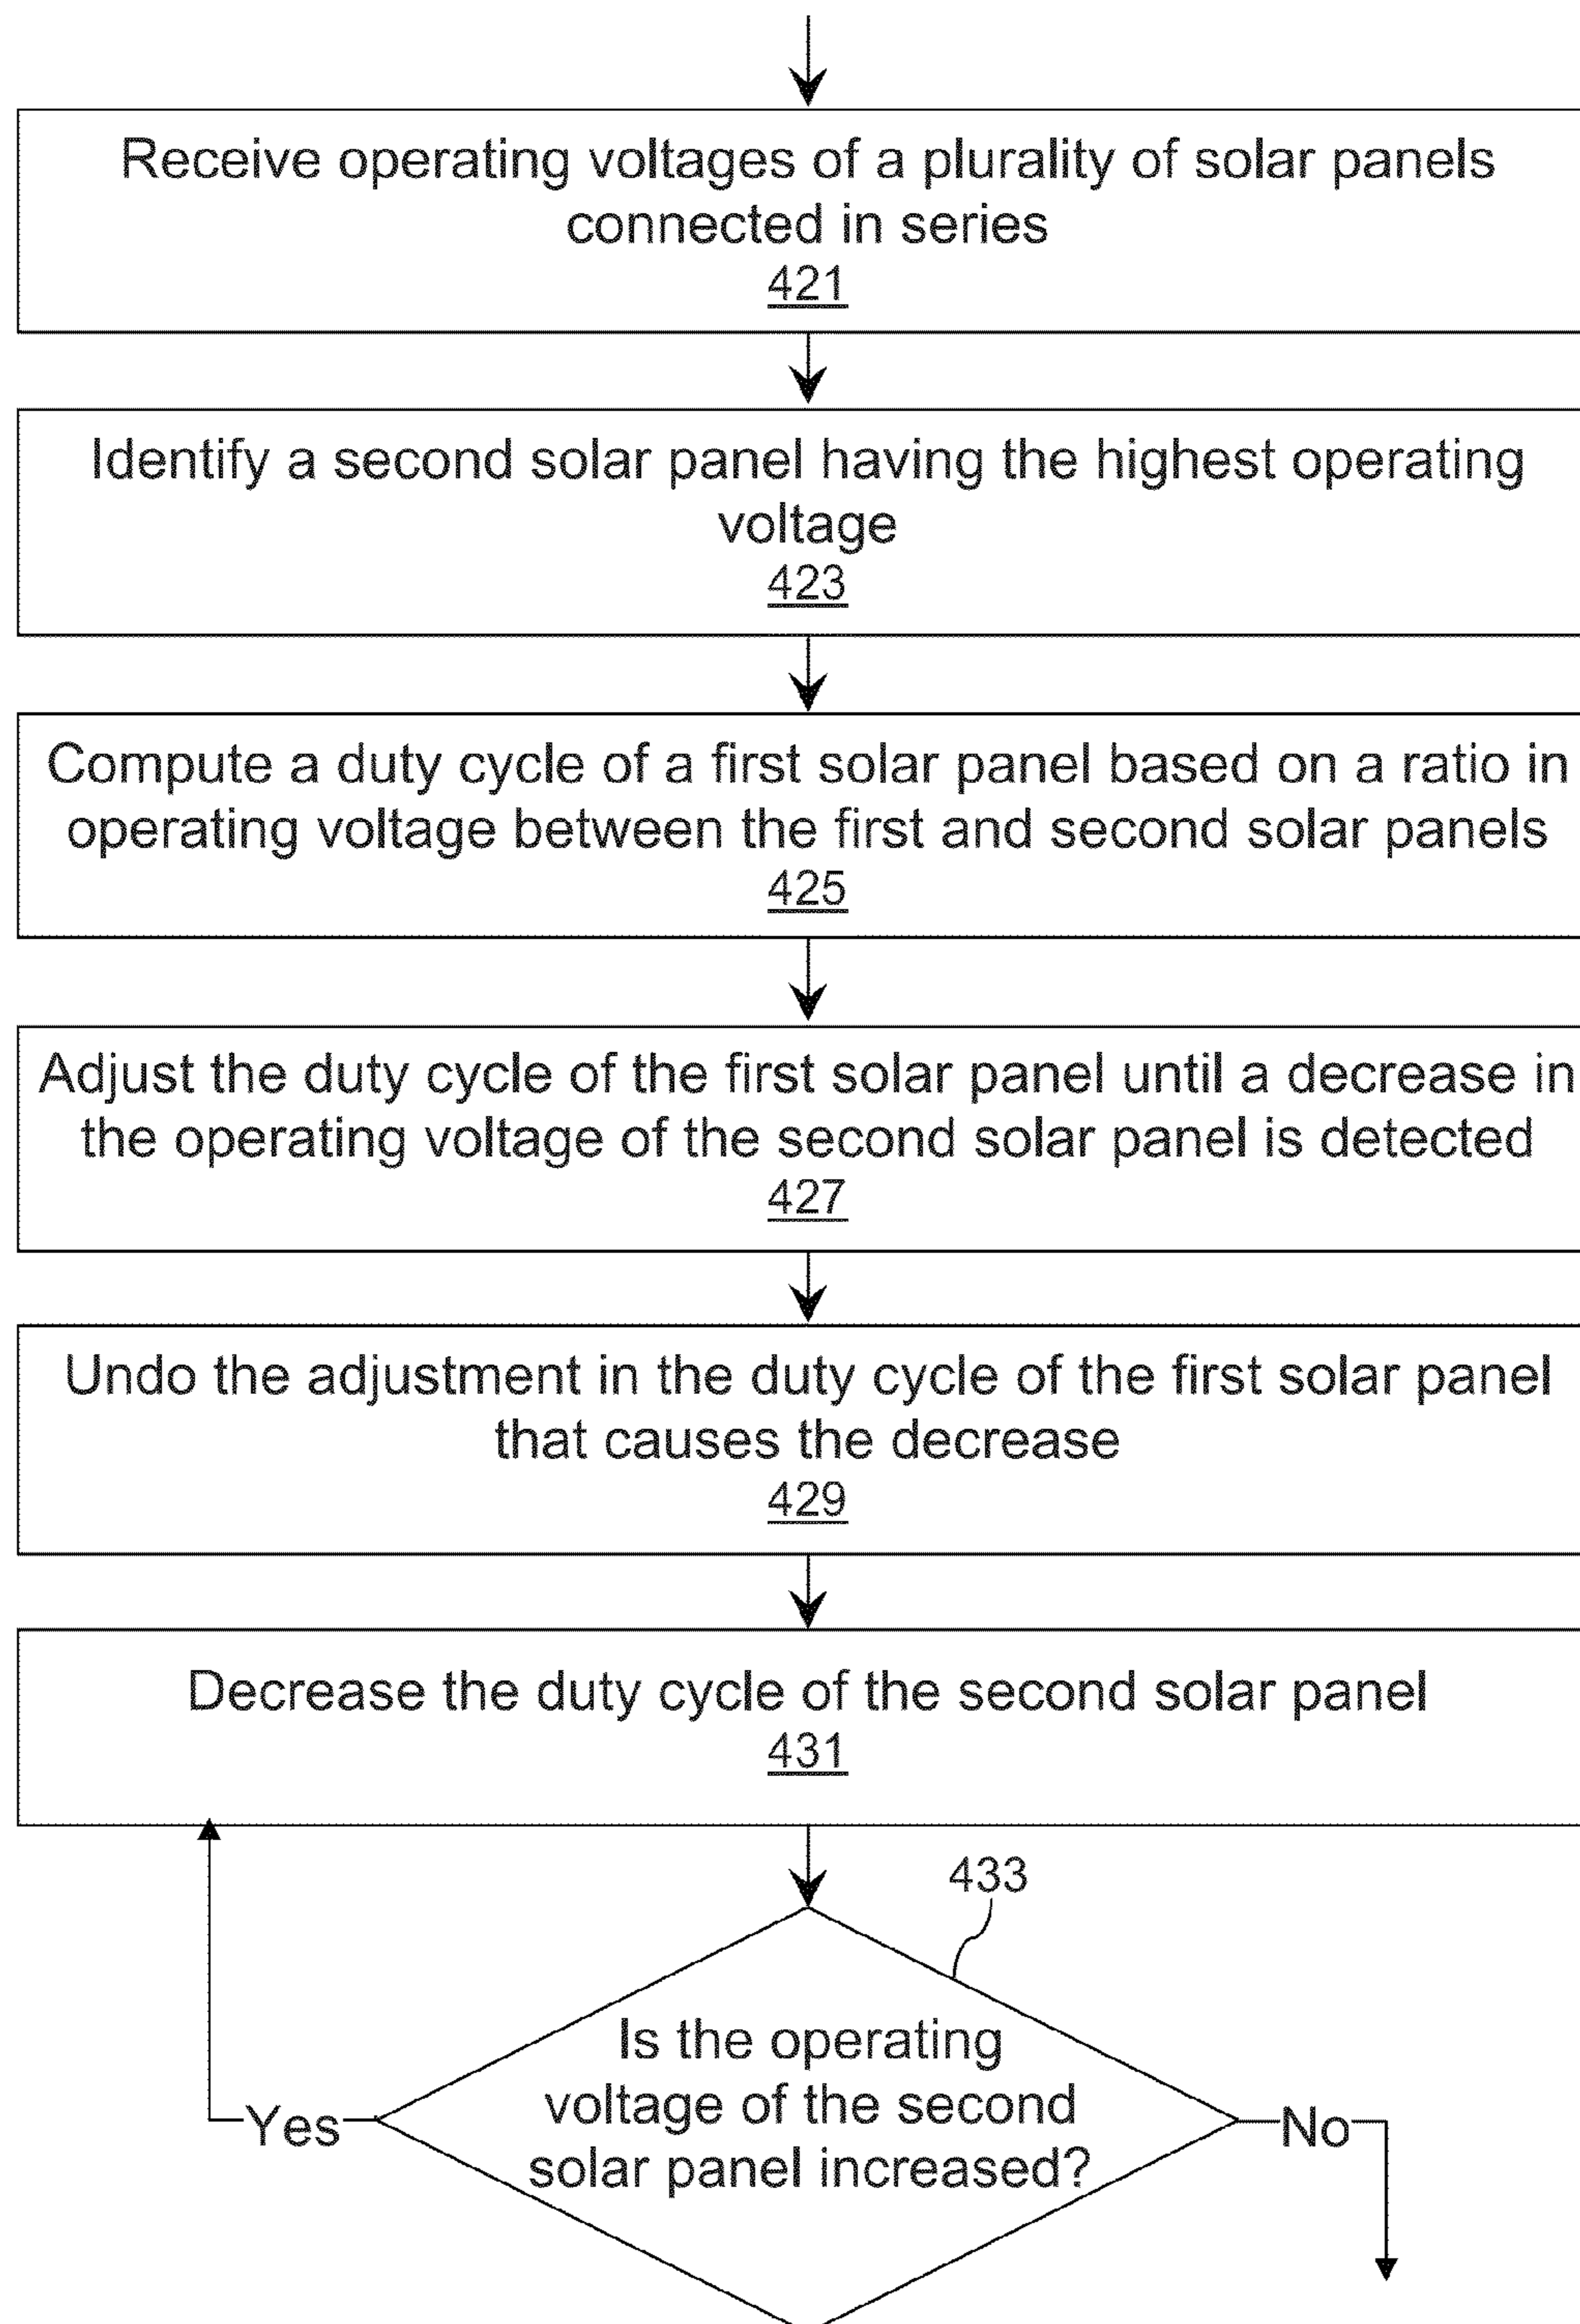 Receive operating voltages of a plurality of solar panels
connected in series
421
Identify a second solar panel having the highest operating
voltage
423
Compute a duty cycle of a first solar panel based on a ratio in
operating voltage between the first and second solar panels
425
Adjust the duty cycle of the first solar panel until a decrease in
the operating voltage of the second solar panel is detected
427
Undo the adjustment in the duty cycle of the first solar panel
that causes the decrease
429
Decrease the duty cycle of the second solar panel
431
433
Is the operating
voltage of the second
solar panel increased?
Yes
No